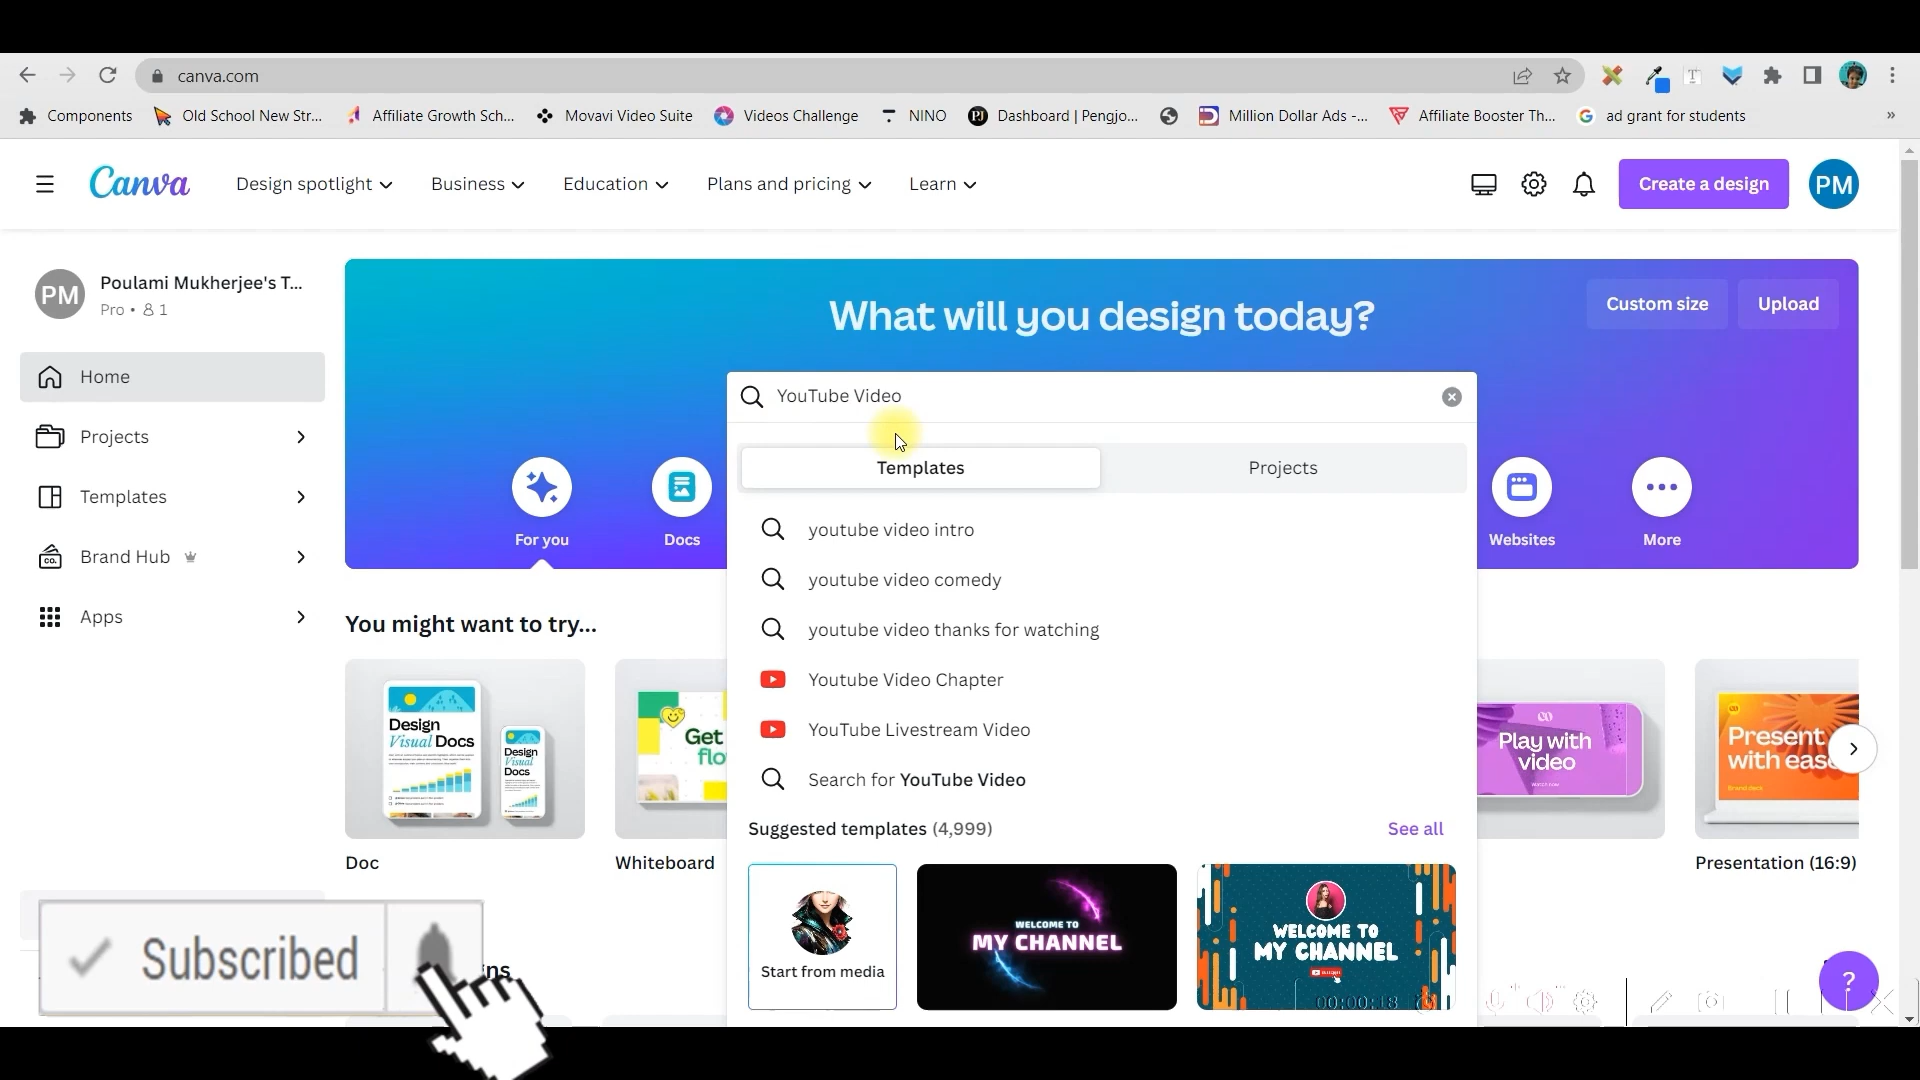 canva.com
Components
Old School New Str...
Affiliate Growth Sch...
Movavi Video Suite
Videos Challenge
NINO
Dashboard | Pengjo...
Million Dollar Ads -...
Affiliate Booster Th...
ad grant for students
»
Canva
Design spotlight
Business
Education
Plans and pricing
Learn
Create a design
PM
PM
Poulami Mukherjee's T...
Pro • 1
What will you design today?
Custom size
Upload
Home
Projects
Templates
Brand Hub
Apps
YouTube Video
Templates
Projects
For you
Docs
Websites
More
youtube video intro
youtube video comedy
youtube video thanks for watching
Youtube Video Chapter
YouTube Livestream Video
Search for YouTube Video
You might want to try...
Design
Visual Docs
Design
Visual
Docs
Get
flo
Play with
video
Present
with ease
Doc
Whiteboard
Presentation (16:9)
Suggested templates (4,999)
See all
Start from media
WELCOME TO
MY CHANNEL
WELCOME TO
MY CHANNEL
00:00:18
Subscribed
ns
?